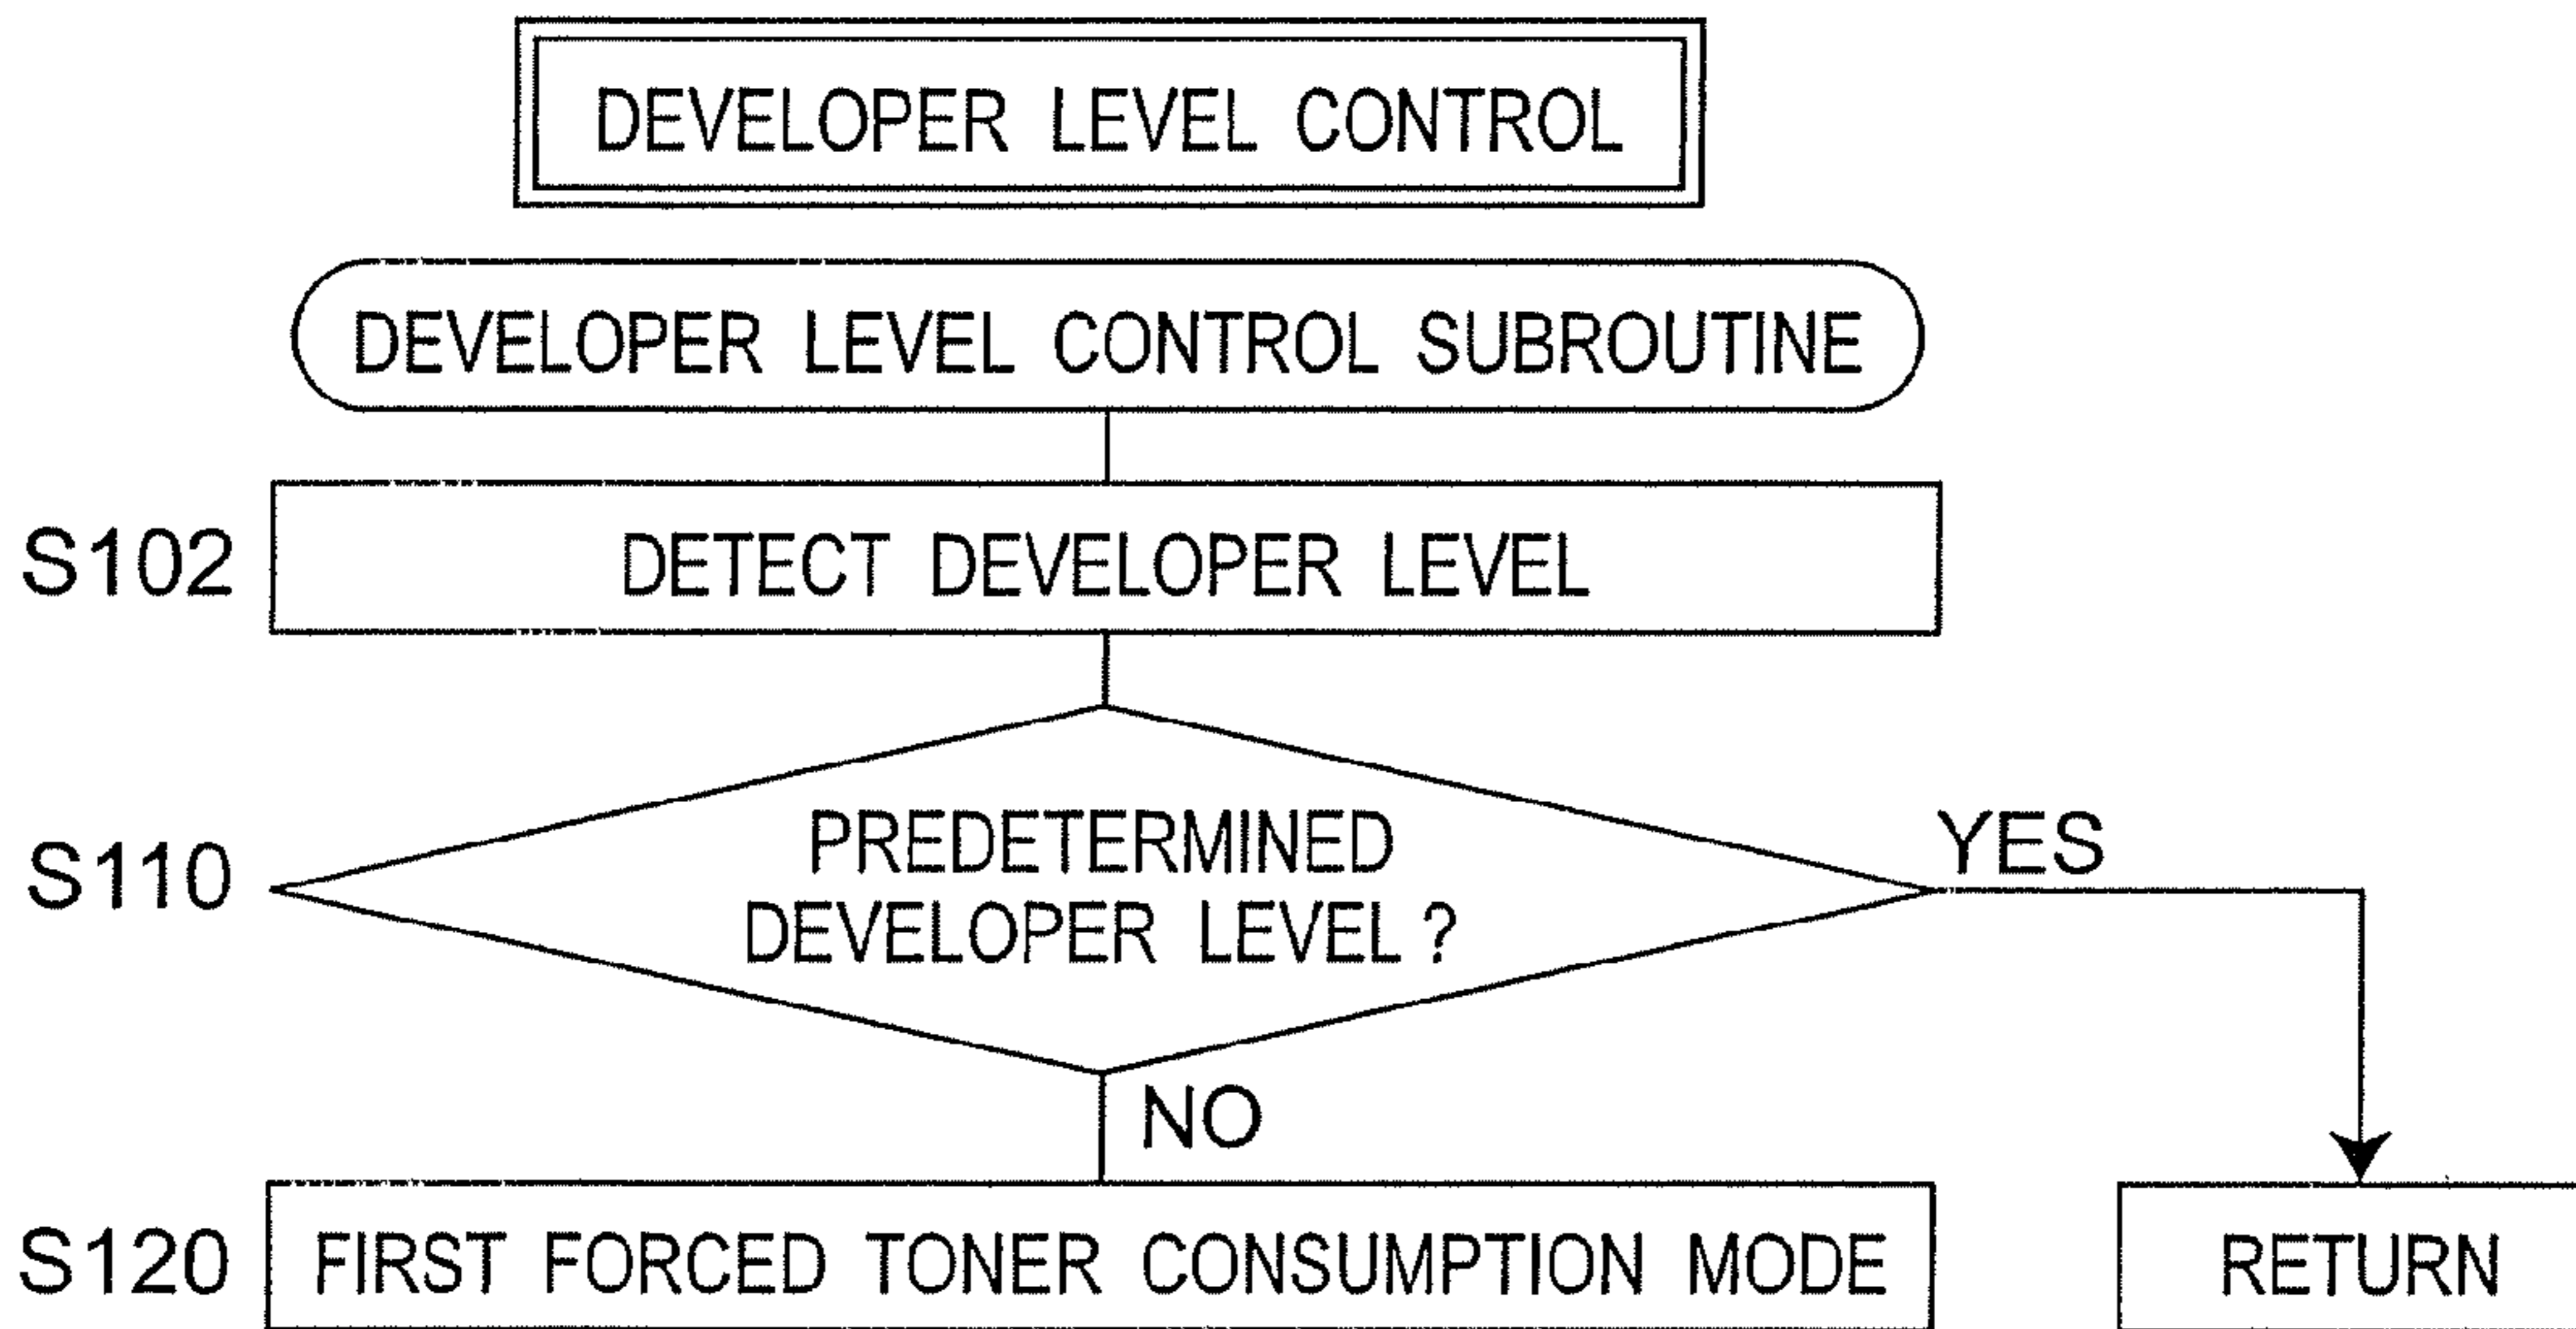 DEVELOPER LEVEL CONTROL
DEVELOPER LEVEL CONTROL SUBROUTINE
S102
DETECT DEVELOPER LEVEL
S110
PREDETERMINED
DEVELOPER LEVEL ?
YES
NO
S120
FIRST FORCED TONER CONSUMPTION MODE
RETURN